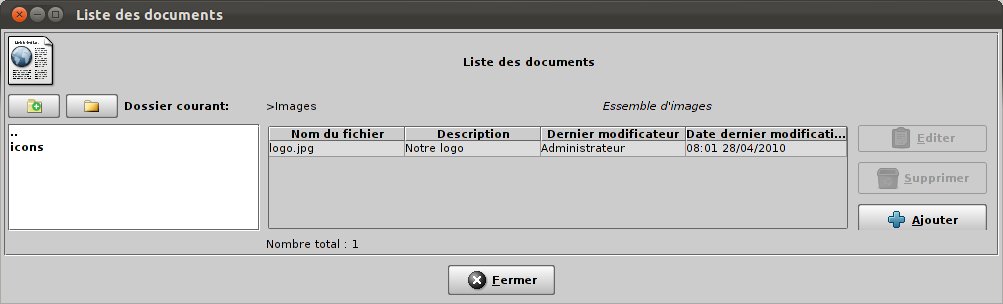 Liste des documents
Liste des documents
Dossier courant: >Images Essemble d'images
..
icons
Nom du fichier Description Dernier modificateur Date dernier modificati...
logo.jpg Notre logo Administrateur 08:01 28/04/2010
Editer
Supprimer
Ajouter
Nombre total : 1
Fermer